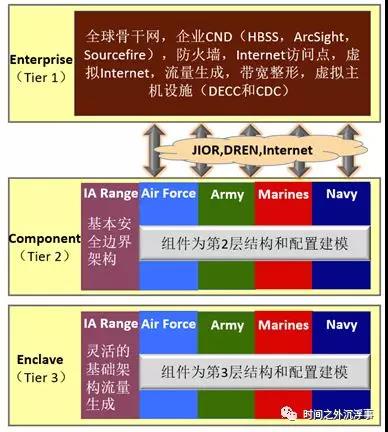 Enterprise
(Tier 1)
全球骨干网，企业CND（HBSS，
ArcSight，
Sourcefire），防火墙，Internet访问点，虚
拟Internet，流量生成，带宽整形，虚拟主
机设施（DECC和CDC）
JIOR,DREN,Internet
Component
(Tier 2)
IA Range
基本安
全边界
架构
Air Force
Army
Marines
Navy
组件为第2层结构和配置建模
Enclave
(Tier 3)
IA Range
灵活的
基础架
构流量
生成
Air Force
Army
Marines
Navy
组件为第3层结构和配置建模
时间之外沉浮事